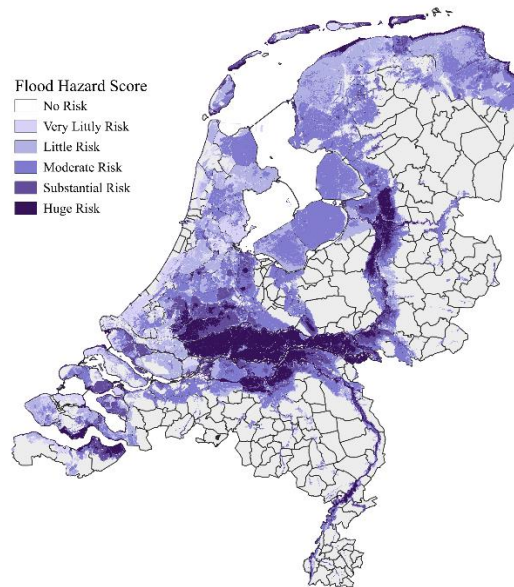 Flood Hazard Score
No Risk
Very Littly Risk
Little Risk
Moderate Risk
Substantial Risk
Huge Risk